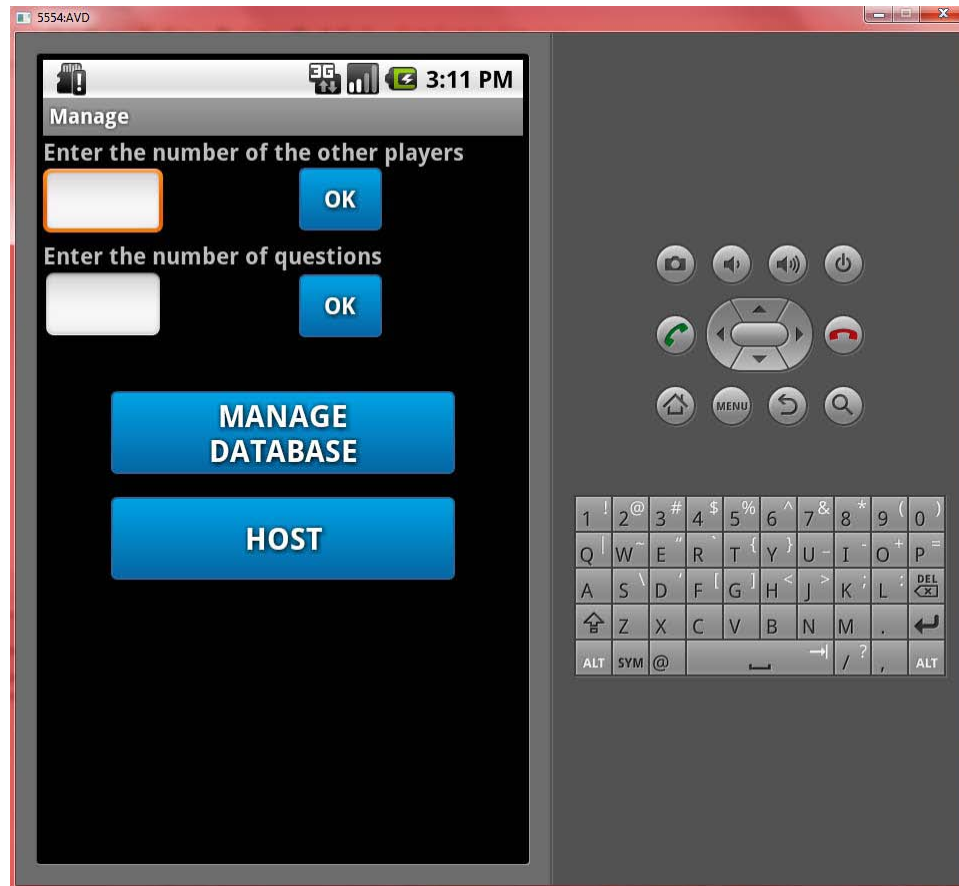 5554:AVD
3G 3:11 PM
Manage
Enter the number of the other players
OK
Enter the number of questions
OK
MANAGE
DATABASE
HOST
MENU
1 ! 2 @ 3 # 4 $ 5 % 6 ^ 7 & 8 * 9 ( 0 )
Q | W ~ E " R ` T { Y } U _ I - O + P =
A S \ D ' F [ G ] H < J > K ; L : DEL
Z X C V B N M .
ALT SYM @ / ? , ALT